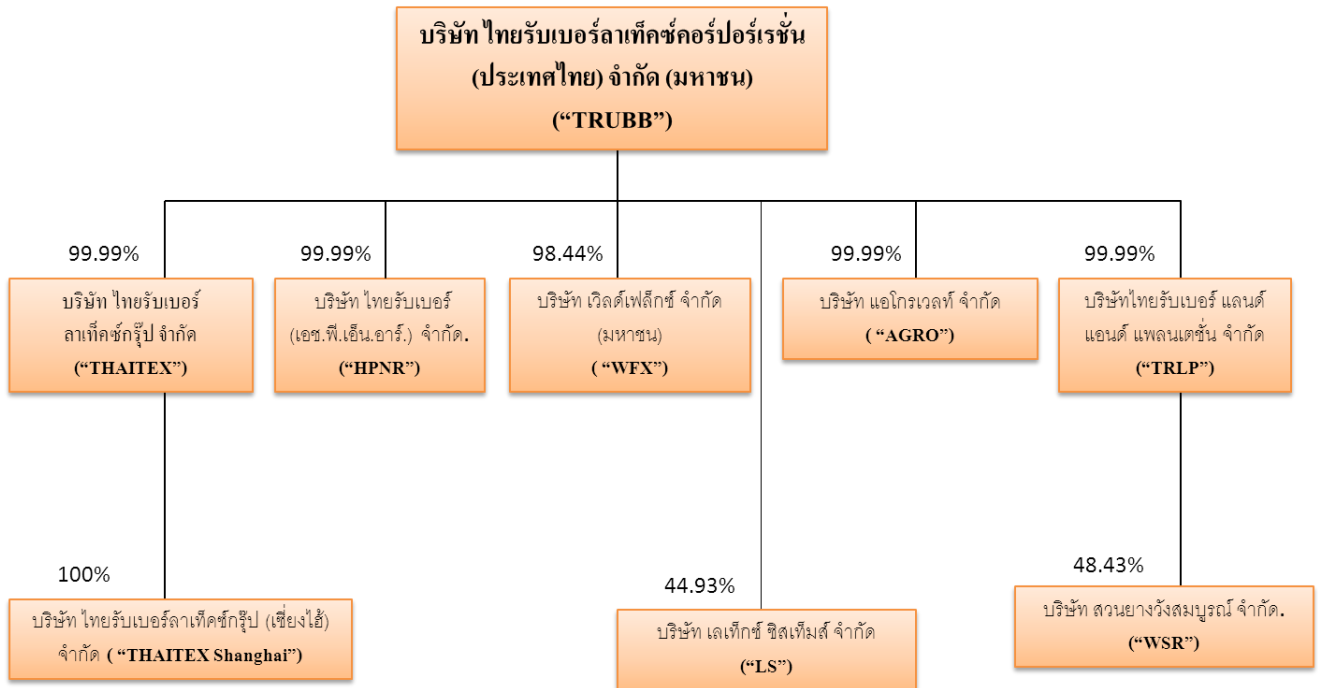 บริษัท ไทยรับเบอร์ลาเท็คซ์คอร์ปอร์เรชั่น
(ประเทศไทย) จำกัด (มหาชน)
(“TRUBB”)
99.99%
99.99%
98.44%
99.99%
99.99%
บริษัท ไทยรับเบอร์
ลาเท็คซ์กรุ๊ป จำกัด
(“THAITEX”)
บริษัท ไทยรับเบอร์
(เอช.พี.เอ็น.อาร์.) จำกัด.
(“HPNR”)
บริษัท เวิลด์เฟล็กซ์ จำกัด
(มหาชน)
( “WFX”)
บริษัท แอโกรเวลท์ จำกัด
( “AGRO”)
บริษัทไทยรับเบอร์ แลนด์
แอนด์ แพลนเตชั่น จำกัด
(“TRLP”)
100%
44.93%
48.43%
บริษัท ไทยรับเบอร์ลาเท็คซ์กรุ๊ป (เซี่ยงไฮ้)
จำกัด ( “THAITEX Shanghai”)
บริษัท เลเท็กซ์ ซิสเท็มส์ จำกัด
(“LS”)
บริษัท สวนยางวังสมบูรณ์ จำกัด.
(“WSR”)